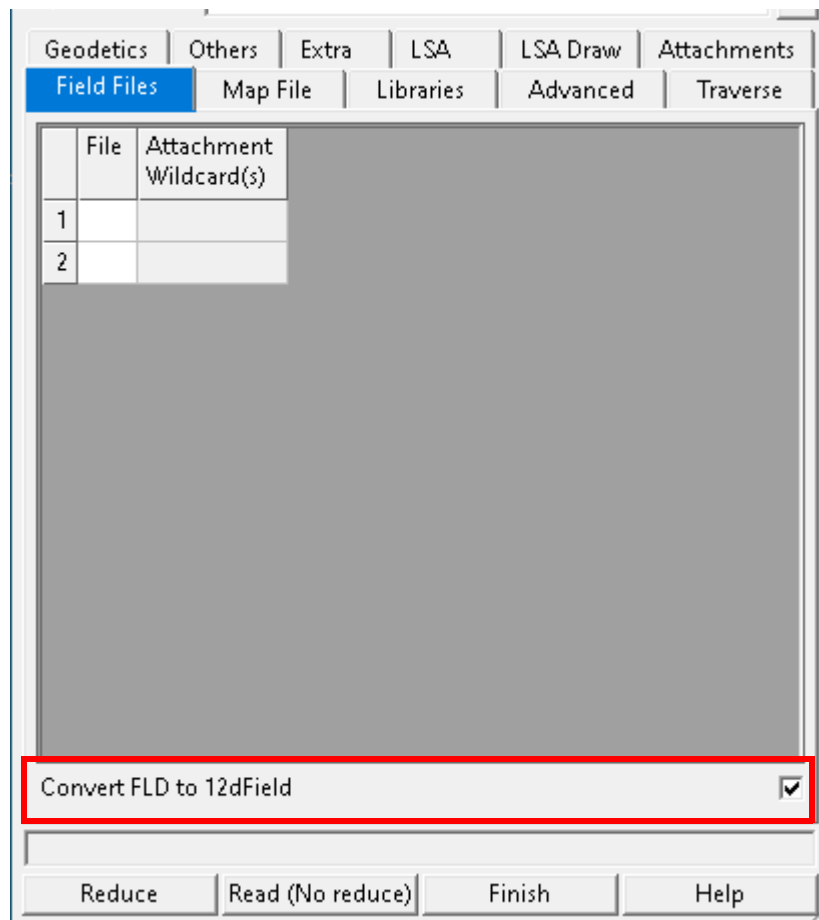 Geodetics Others Extra LSA LSA Draw Attachments
Field Files Map File Libraries Advanced Traverse
File Attachment
Wildcard(s)
1
2
Convert FLD to 12dField
Reduce Read (No reduce) Finish Help